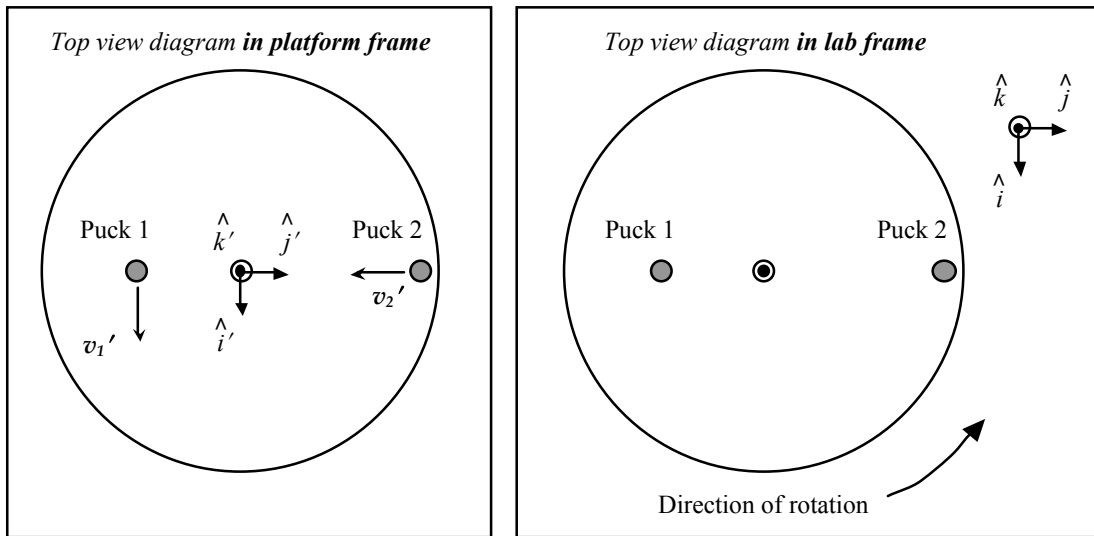 Top view diagram in platform frame
Puck 1
k̂′
ĵ′
Puck 2
v₂′
v₁′
î′
Top view diagram in lab frame
k̂
ĵ
î
Puck 1
Puck 2
Direction of rotation